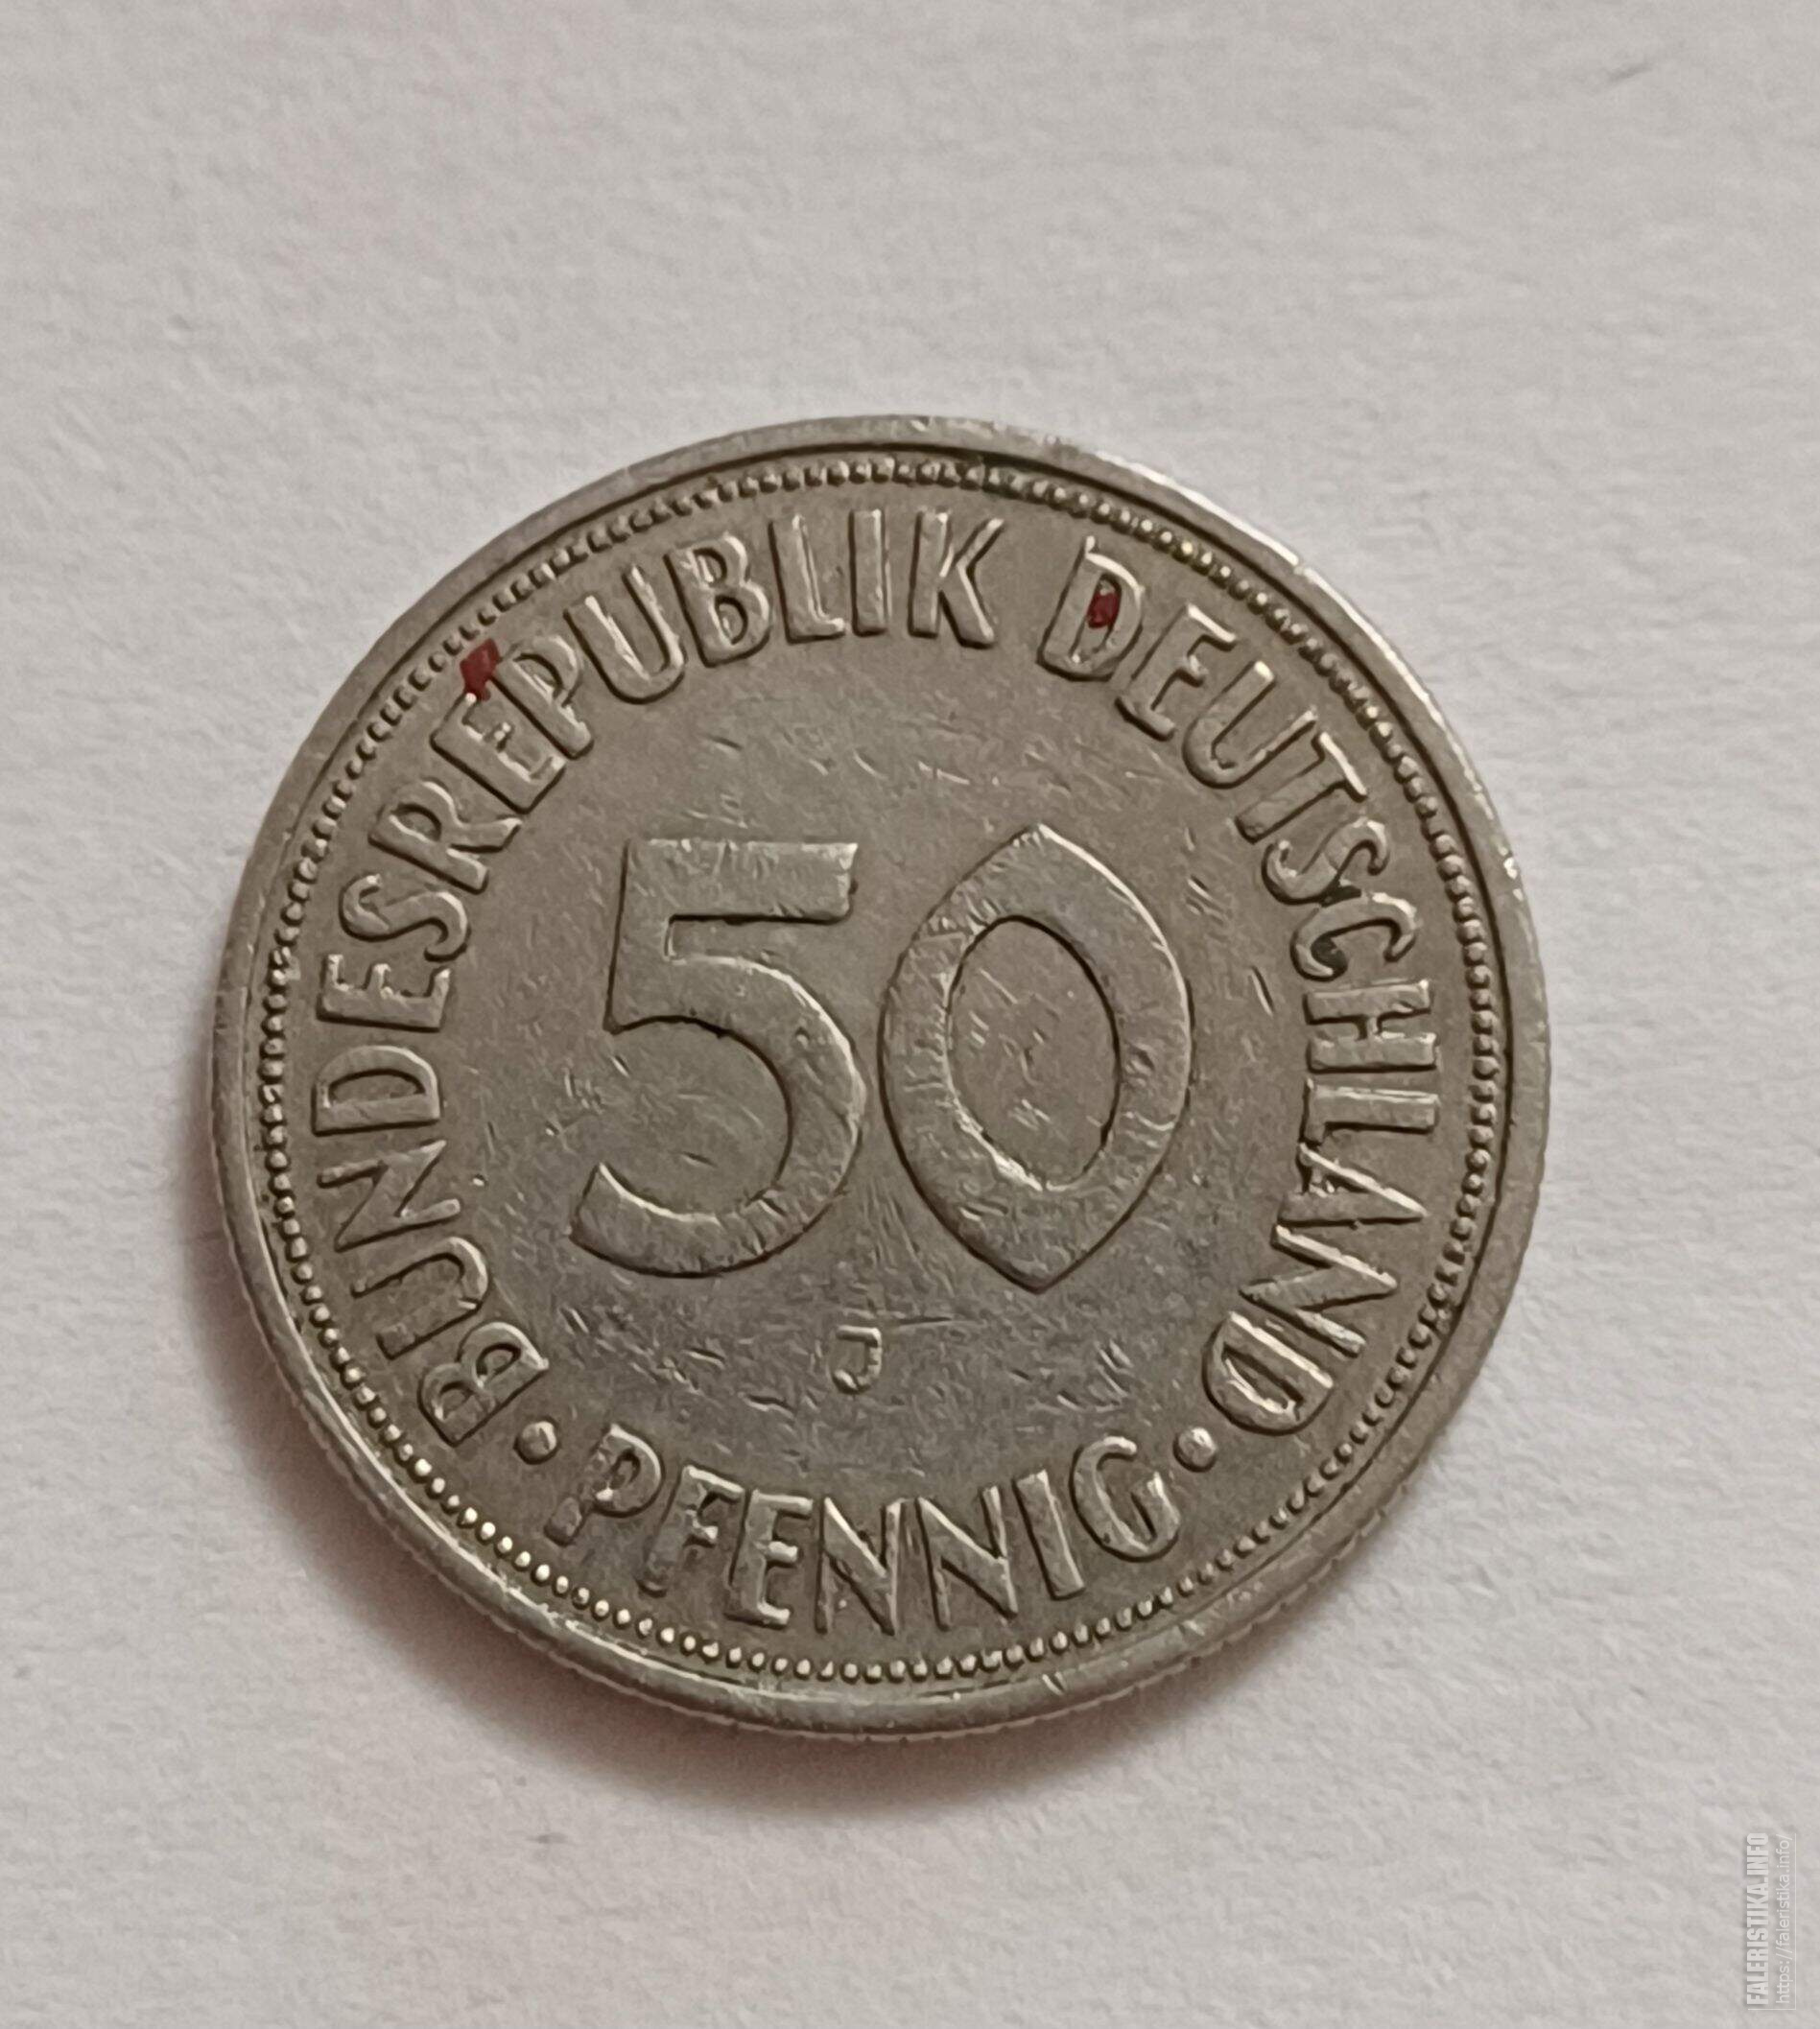 BUNDESREPUBLIK DEUTSCHLAND
50
J
• PFENNIG •
FALERISTIKA.INFO
https://faleristika.info/